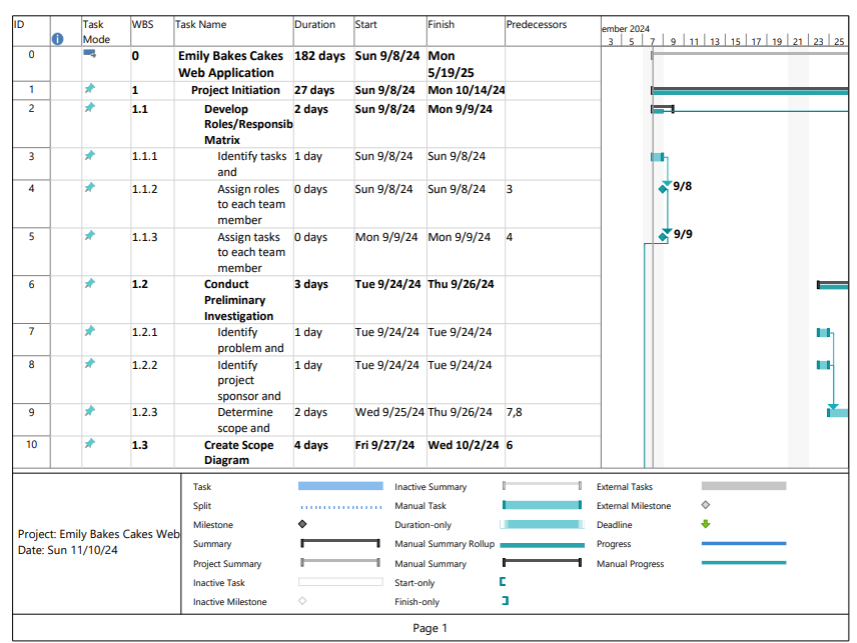 ID Task Mode WBS Task Name Duration Start Finish Predecessors
ember 2024
3 5 7 9 11 13 15 17 19 21 23 25
0 0 Emily Bakes Cakes 182 days Sun 9/8/24 Mon
Web Application 5/19/25
1 1 Project Initiation 27 days Sun 9/8/24 Mon 10/14/24
2 1.1 Develop 2 days Sun 9/8/24 Mon 9/9/24
Roles/Responsib
Matrix
3 1.1.1 Identify tasks 1 day Sun 9/8/24 Sun 9/8/24
and
4 1.1.2 Assign roles 0 days Sun 9/8/24 Sun 9/8/24 3 9/8
to each team
member
5 1.1.3 Assign tasks 0 days Mon 9/9/24 Mon 9/9/24 4 9/9
to each team
member
6 1.2 Conduct 3 days Tue 9/24/24 Thu 9/26/24
Preliminary
Investigation
7 1.2.1 Identify 1 day Tue 9/24/24 Tue 9/24/24
problem and
8 1.2.2 Identify 1 day Tue 9/24/24 Tue 9/24/24
project
sponsor and
9 1.2.3 Determine 2 days Wed 9/25/24 Thu 9/26/24 7,8
scope and
10 1.3 Create Scope 4 days Fri 9/27/24 Wed 10/2/24 6
Diagram
Project: Emily Bakes Cakes Web
Date: Sun 11/10/24
Task Inactive Summary External Tasks
Split Manual Task External Milestone
Milestone Duration-only Deadline
Summary Manual Summary Rollup Progress
Project Summary Manual Summary Manual Progress
Inactive Task Start-only
Inactive Milestone Finish-only
Page 1